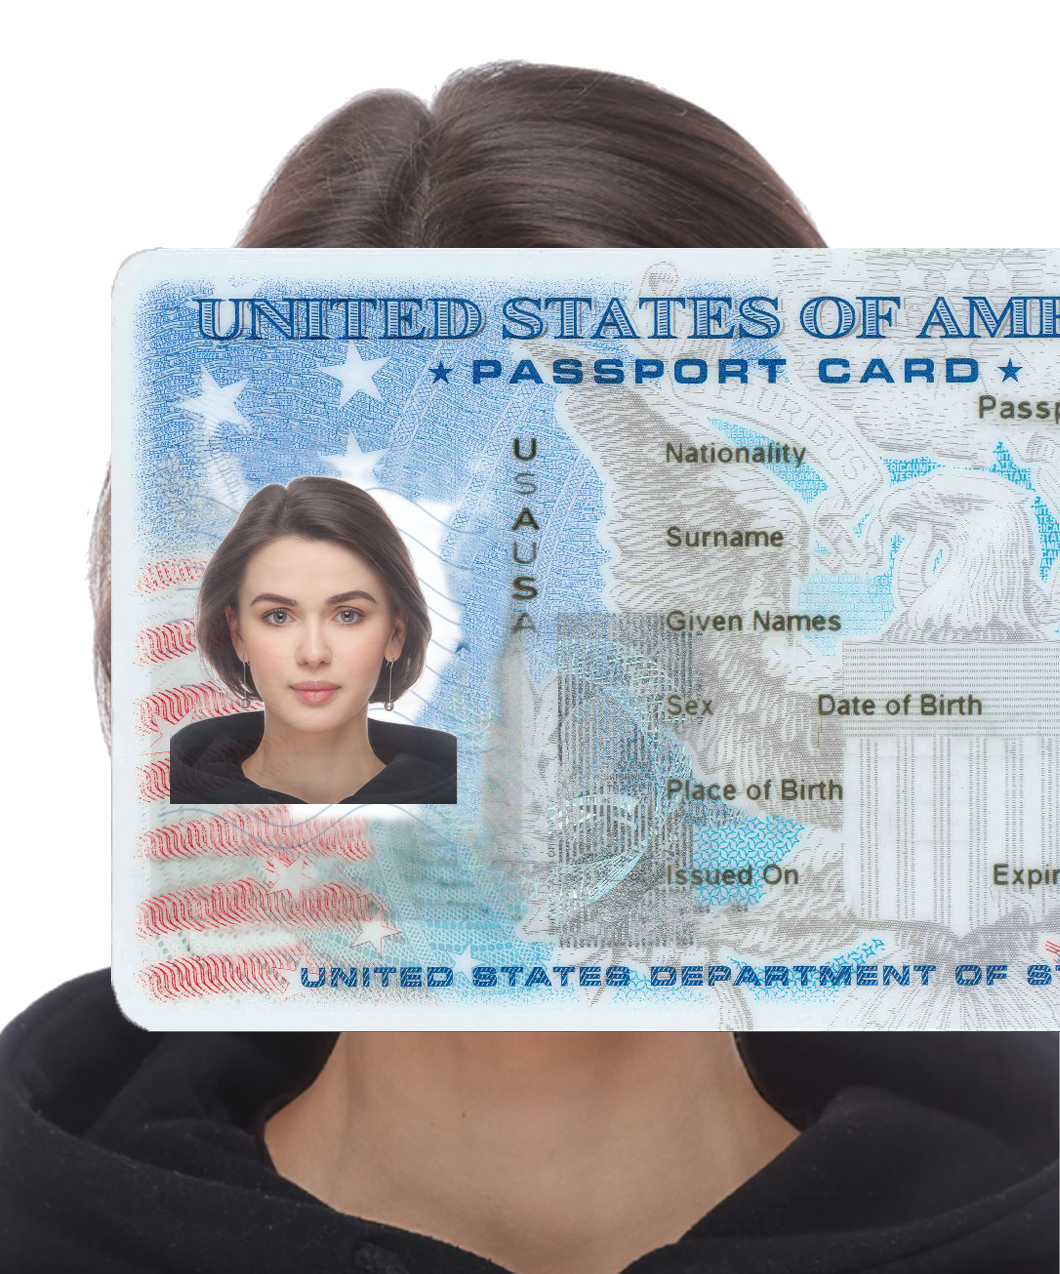 UNITED STATES OF AME
PASSPORT CARD
Passp
USAUSA
Nationality
Surname
Given Names
Sex Date of Birth
Place of Birth
Issued On Expir
UNITED STATES DEPARTMENT OF S